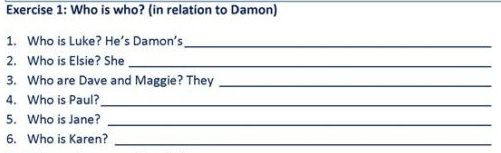 Exercise 1: Who is who? (in relation to Damon)
1. Who is Luke? He's Damon's
2. Who is Elsie? She
3. Who are Dave and Maggie? They
4. Who is Paul?
5. Who is Jane?
6. Who is Karen?